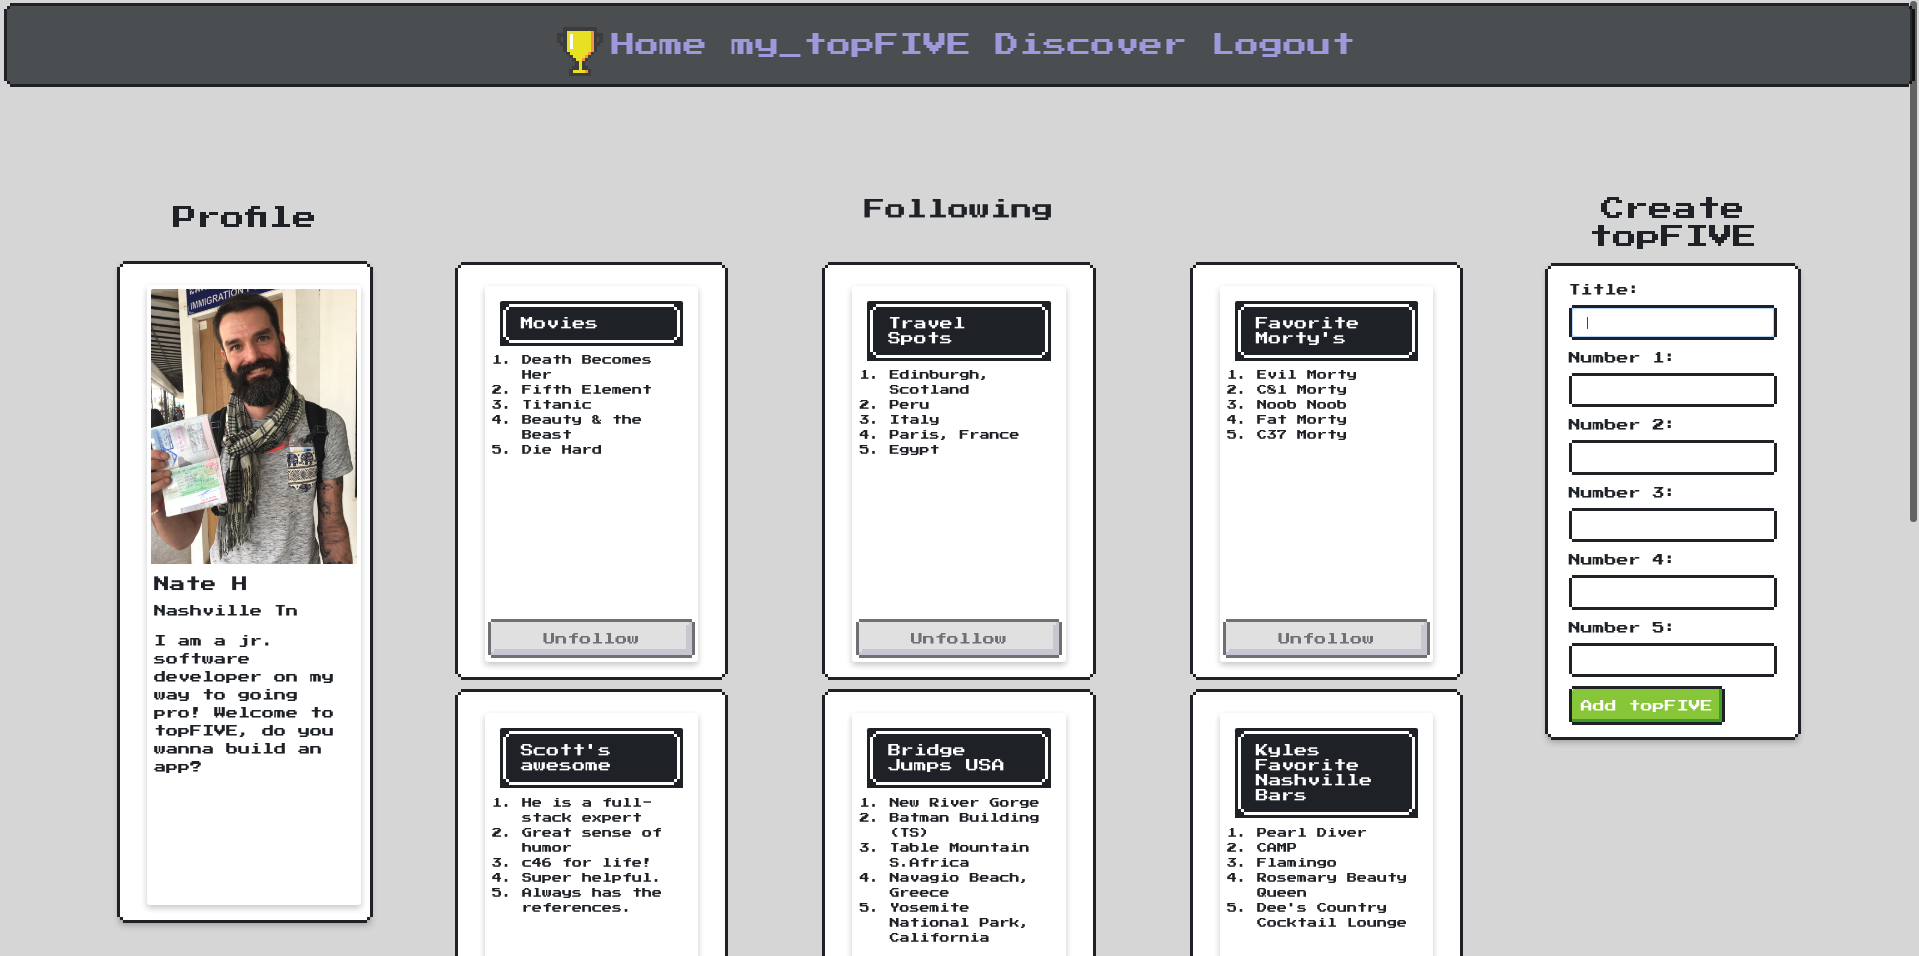 Home my_topFIVE Discover Logout
Profile
IMMIGRATION
Nate H
Nashville Tn
I am a jr.
software
developer on my
way to going
pro! Welcome to
topFIVE, do you
wanna build an
app?
Following
Movies
1. Death Becomes
Her
2. Fifth Element
3. Titanic
4. Beauty & the
Beast
5. Die Hard
Unfollow
Travel
Spots
1. Edinburgh,
Scotland
2. Peru
3. Italy
4. Paris, France
5. Egypt
Unfollow
Favorite
Morty's
1. Evil Morty
2. C81 Morty
3. Noob Noob
4. Fat Morty
5. C37 Morty
Unfollow
Scott's
awesome
1. He is a full-
stack expert
2. Great sense of
humor
3. c46 for life!
4. Super helpful.
5. Always has the
references.
Bridge
Jumps USA
1. New River Gorge
2. Batman Building
(TS)
3. Table Mountain
S.Africa
4. Navagio Beach,
Greece
5. Yosemite
National Park,
California
Kyles
Favorite
Nashville
Bars
1. Pearl Diver
2. CAMP
3. Flamingo
4. Rosemary Beauty
Queen
5. Dee's Country
Cocktail Lounge
Create
topFIVE
Title:
Number 1:
Number 2:
Number 3:
Number 4:
Number 5:
Add topFIVE